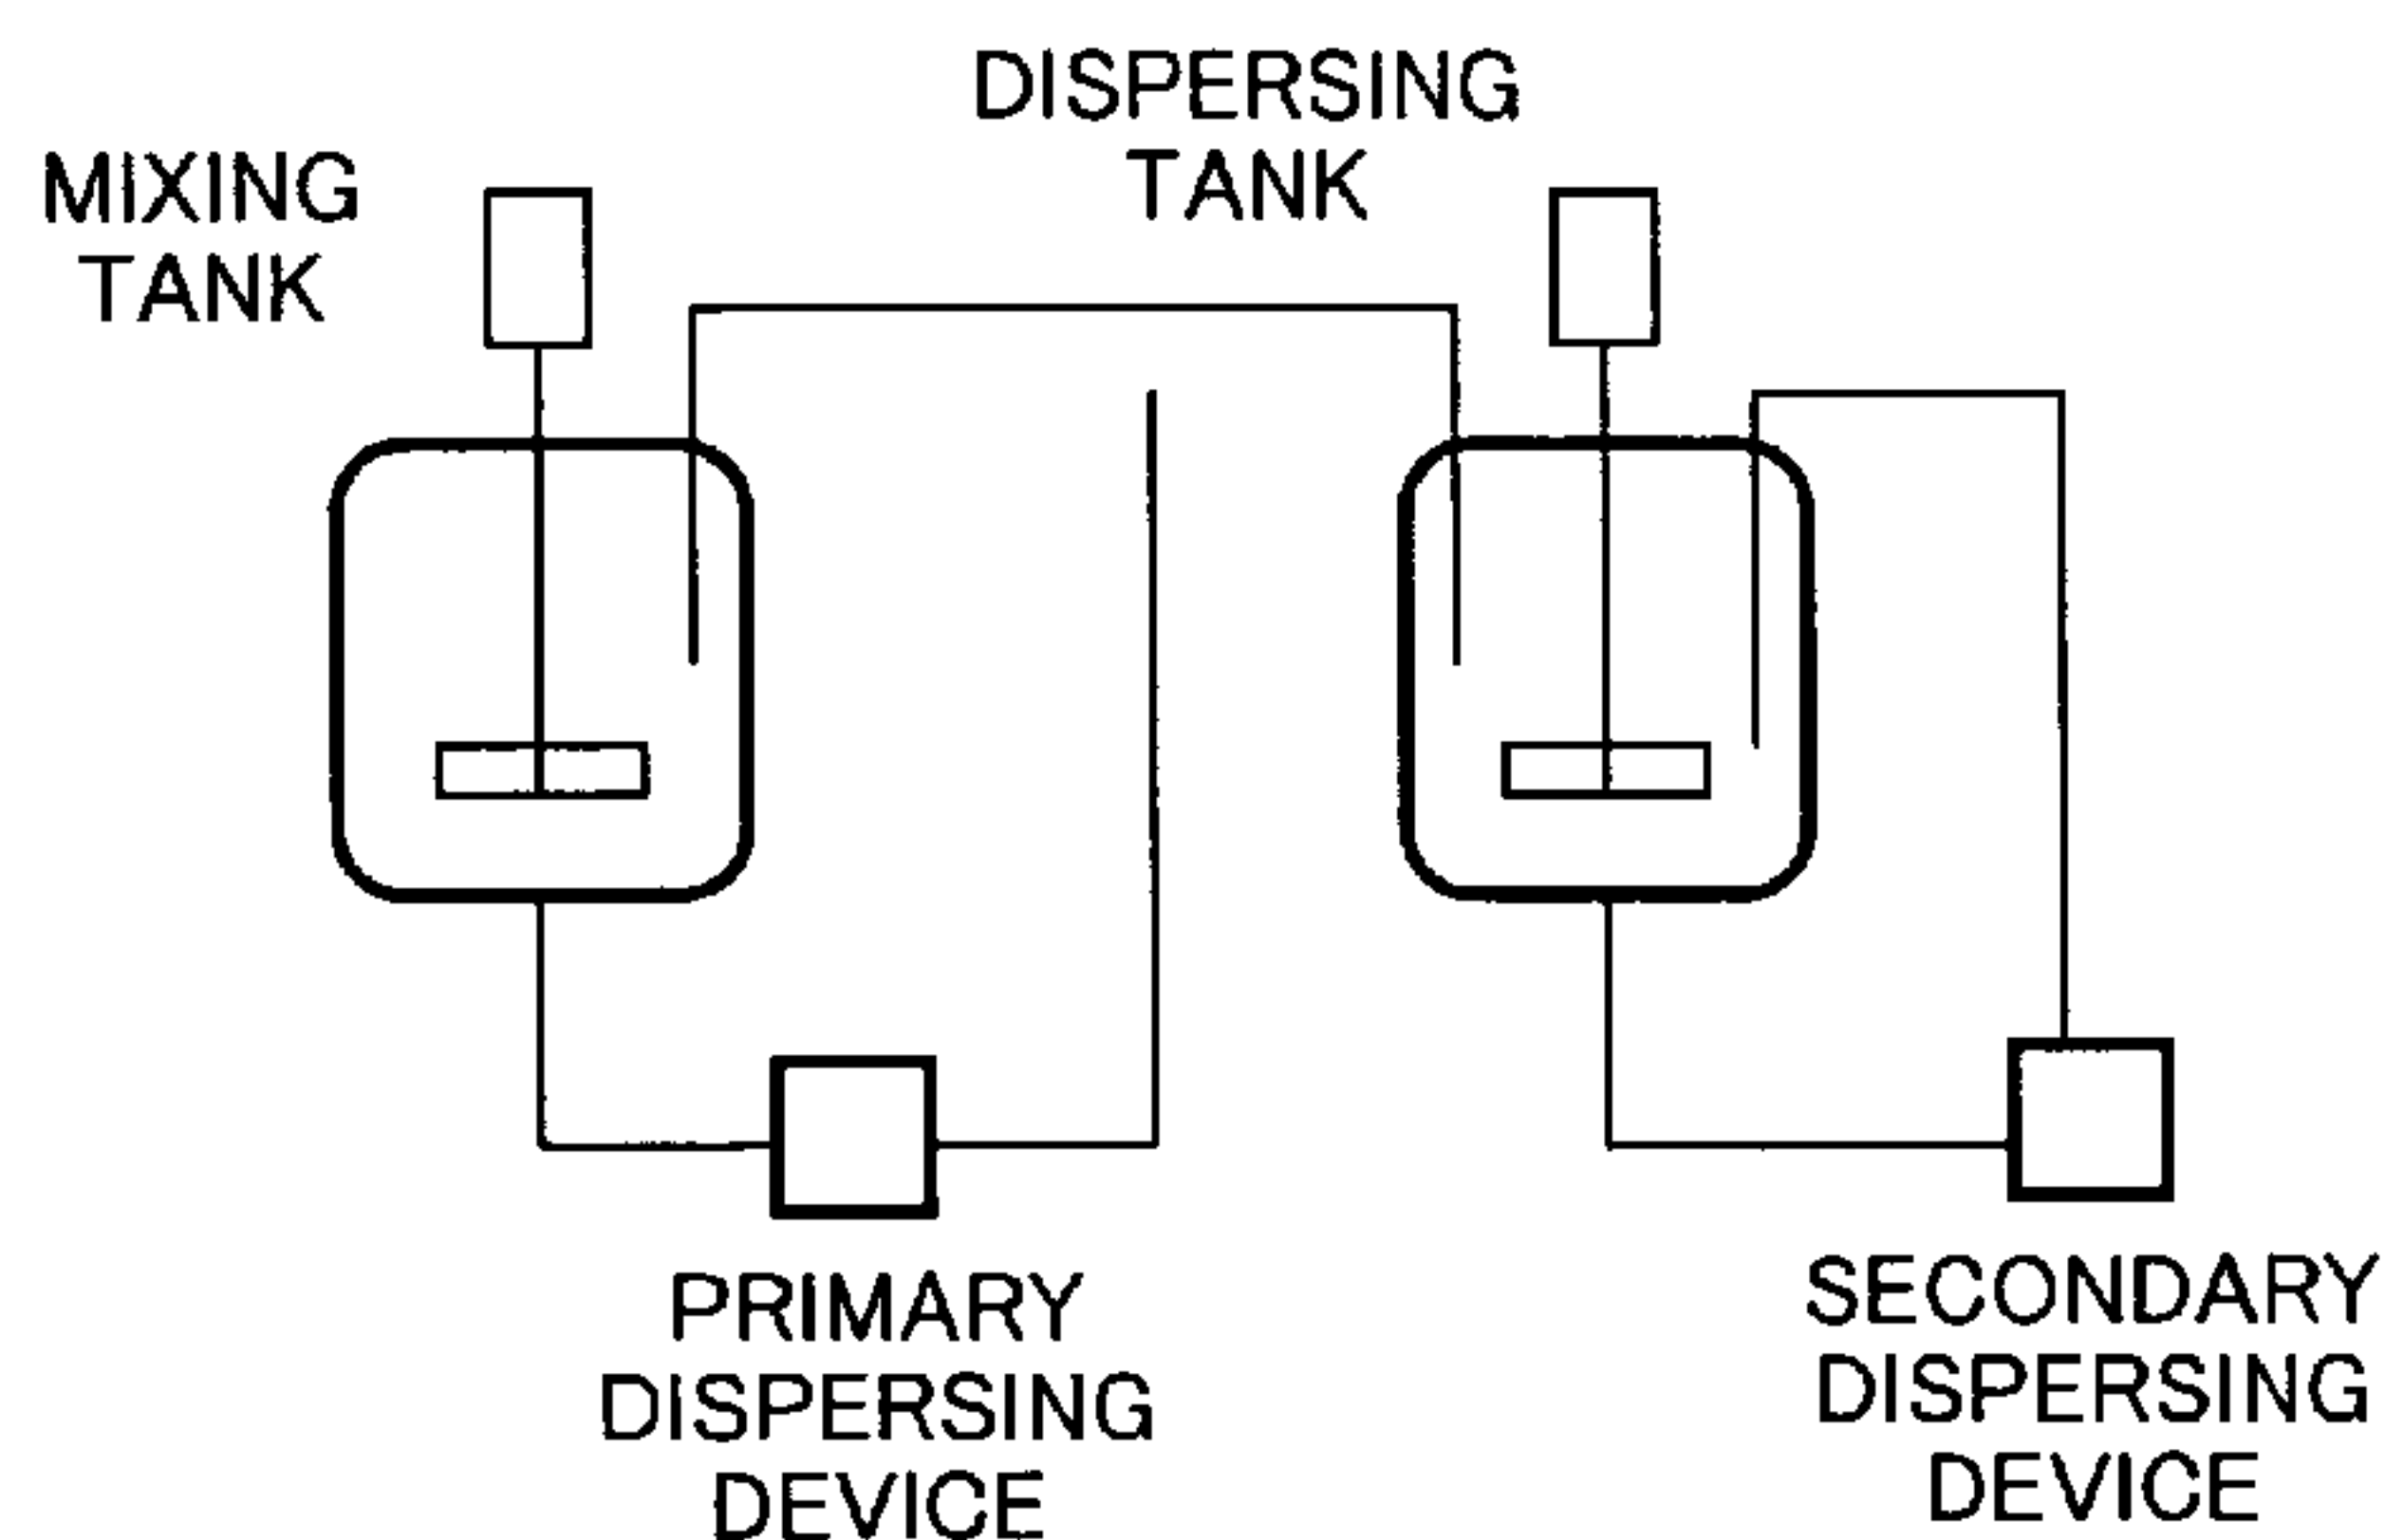 MIXING
TANK
DISPERSING
TANK
PRIMARY
DISPERSING
DEVICE
SECONDARY
DISPERSING
DEVICE